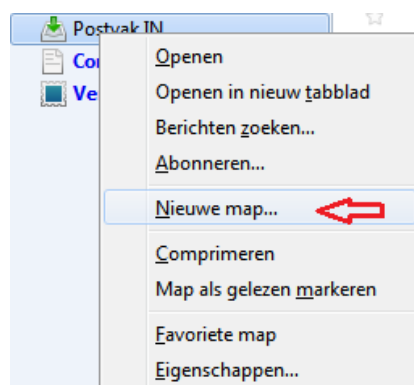 Postvak IN
Openen
Openen in nieuw tabblad
Berichten zoeken...
Abonneren...
Nieuwe map...
Comprimeren
Map als gelezen markeren
Favoriete map
Eigenschappen...